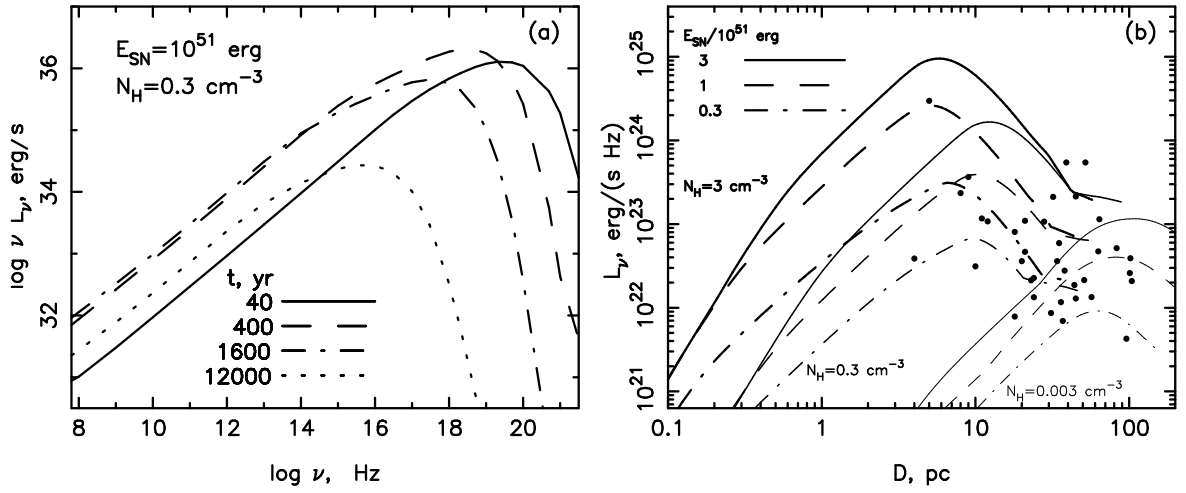 (a)
E_SN=10^51 erg
N_H=0.3 cm^−3
log ν L_ν, erg/s
36
34
32
t, yr
40
400
1600
12000
8 10 12 14 16 18 20
log ν, Hz
(b)
E_SN/10^51 erg
3
1
0.3
N_H=3 cm^−3
N_H=0.3 cm^−3
N_H=0.003 cm^−3
L_ν, erg/(s Hz)
10^25
10^24
10^23
10^22
10^21
0.1 1 10 100
D, pc